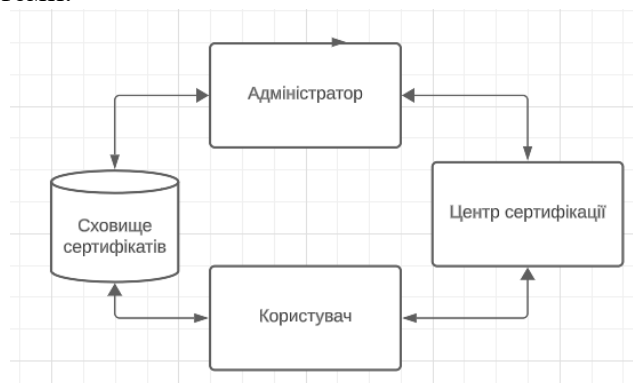 Адміністратор
Сховище
сертифікатів
Центр сертифікації
Користувач